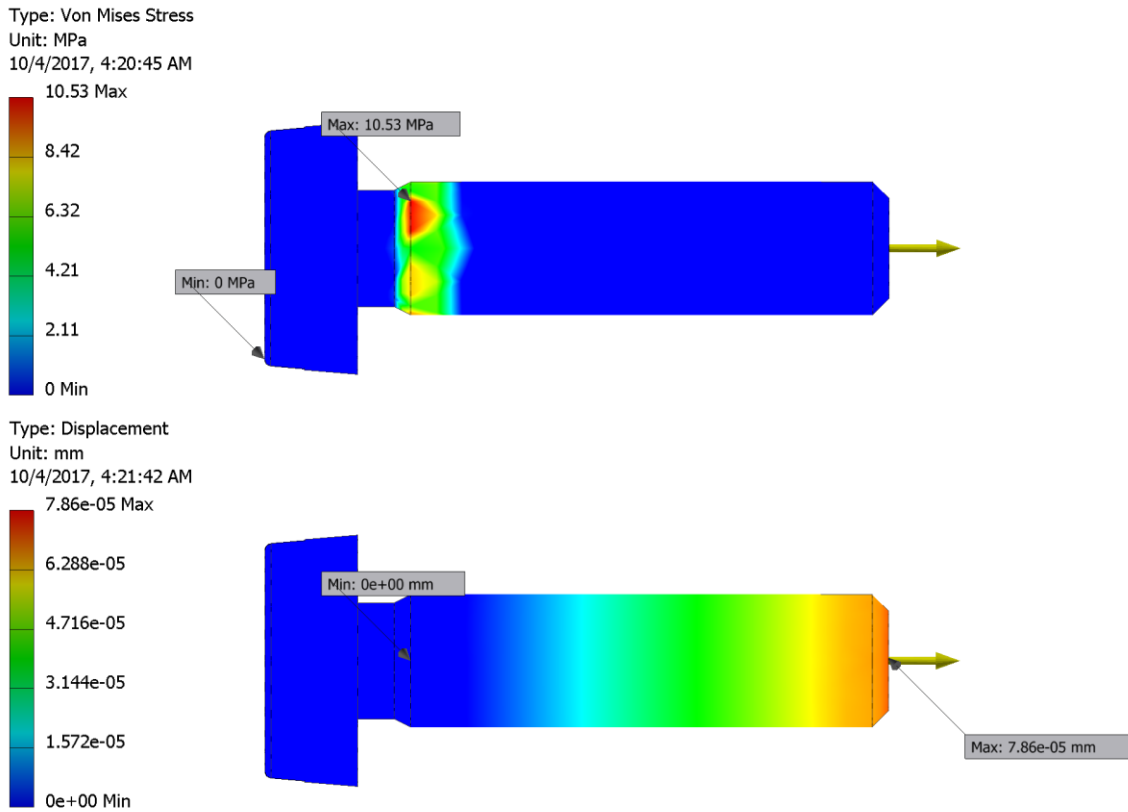 Type: Von Mises Stress
Unit: MPa
10/4/2017, 4:20:45 AM
10.53 Max
8.42
6.32
4.21
2.11
0 Min
Max: 10.53 MPa
Min: 0 MPa
Type: Displacement
Unit: mm
10/4/2017, 4:21:42 AM
7.86e-05 Max
6.288e-05
4.716e-05
3.144e-05
1.572e-05
0e+00 Min
Min: 0e+00 mm
Max: 7.86e-05 mm